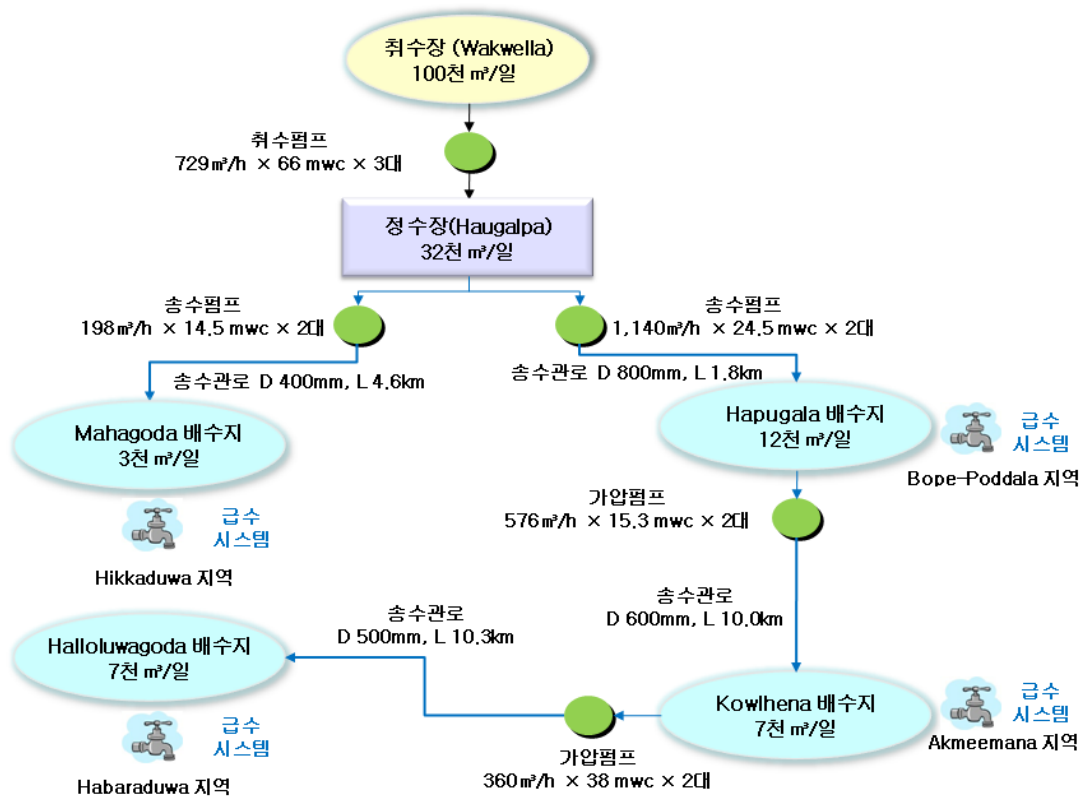 취수장 (Wakwella)
100천 ㎥/일
취수펌프
729㎥/h × 66 mwc × 3대
정수장(Haugalpa)
32천 ㎥/일
송수펌프
198㎥/h × 14.5 mwc × 2대
송수펌프
1,140㎥/h × 24.5 mwc × 2대
송수관로 D 400mm, L 4.6km
송수관로 D 800mm, L 1.8km
Mahagoda 배수지
3천 ㎥/일
Hapugala 배수지
12천 ㎥/일
급수
시스템
Bope-Poddala 지역
급수
시스템
Hikkaduwa 지역
가압펌프
576㎥/h × 15.3 mwc × 2대
송수관로
D 600mm, L 10.0km
송수관로
D 500mm, L 10.3km
Halloluwagoda 배수지
7천 ㎥/일
Kowlhena 배수지
7천 ㎥/일
급수
시스템
Akmeemana 지역
급수
시스템
Habaraduwa 지역
가압펌프
360㎥/h × 38 mwc × 2대